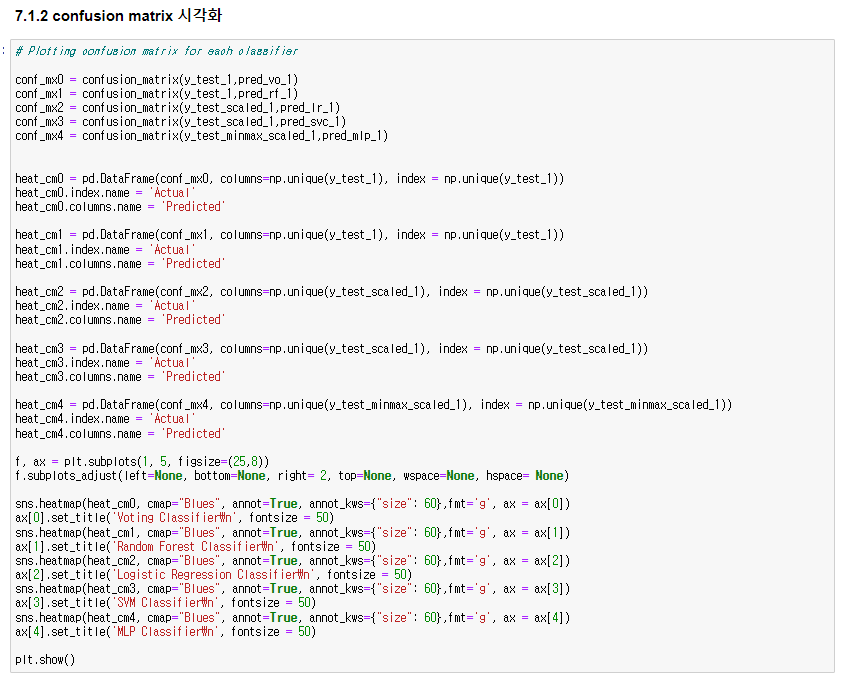 7.1.2 confusion matrix 시각화
# Plotting confusion matrix for each classifier
conf_mx0 = confusion_matrix(y_test_1,pred_vo_1)
conf_mx1 = confusion_matrix(y_test_1,pred_rf_1)
conf_mx2 = confusion_matrix(y_test_scaled_1,pred_lr_1)
conf_mx3 = confusion_matrix(y_test_scaled_1,pred_svc_1)
conf_mx4 = confusion_matrix(y_test_minmax_scaled_1,pred_mlp_1)
heat_cm0 = pd.DataFrame(conf_mx0, columns=np.unique(y_test_1), index = np.unique(y_test_1))
heat_cm0.index.name = 'Actual'
heat_cm0.columns.name = 'Predicted'
heat_cm1 = pd.DataFrame(conf_mx1, columns=np.unique(y_test_1), index = np.unique(y_test_1))
heat_cm1.index.name = 'Actual'
heat_cm1.columns.name = 'Predicted'
heat_cm2 = pd.DataFrame(conf_mx2, columns=np.unique(y_test_scaled_1), index = np.unique(y_test_scaled_1))
heat_cm2.index.name = 'Actual'
heat_cm2.columns.name = 'Predicted'
heat_cm3 = pd.DataFrame(conf_mx3, columns=np.unique(y_test_scaled_1), index = np.unique(y_test_scaled_1))
heat_cm3.index.name = 'Actual'
heat_cm3.columns.name = 'Predicted'
heat_cm4 = pd.DataFrame(conf_mx4, columns=np.unique(y_test_minmax_scaled_1), index = np.unique(y_test_minmax_scaled_1))
heat_cm4.index.name = 'Actual'
heat_cm4.columns.name = 'Predicted'
f, ax = plt.subplots(1, 5, figsize=(25,8))
f.subplots_adjust(left=None, bottom=None, right= 2, top=None, wspace=None, hspace= None)
sns.heatmap(heat_cm0, cmap="Blues", annot=True, annot_kws={"size": 60},fmt='g', ax = ax[0])
ax[0].set_title('Voting Classifier₩n', fontsize = 50)
sns.heatmap(heat_cm1, cmap="Blues", annot=True, annot_kws={"size": 60},fmt='g', ax = ax[1])
ax[1].set_title('Random Forest Classifier₩n', fontsize = 50)
sns.heatmap(heat_cm2, cmap="Blues", annot=True, annot_kws={"size": 60},fmt='g', ax = ax[2])
ax[2].set_title('Logistic Regression Classifier₩n', fontsize = 50)
sns.heatmap(heat_cm3, cmap="Blues", annot=True, annot_kws={"size": 60},fmt='g', ax = ax[3])
ax[3].set_title('SVM Classifier₩n', fontsize = 50)
sns.heatmap(heat_cm4, cmap="Blues", annot=True, annot_kws={"size": 60},fmt='g', ax = ax[4])
ax[4].set_title('MLP Classifier₩n', fontsize = 50)
plt.show()